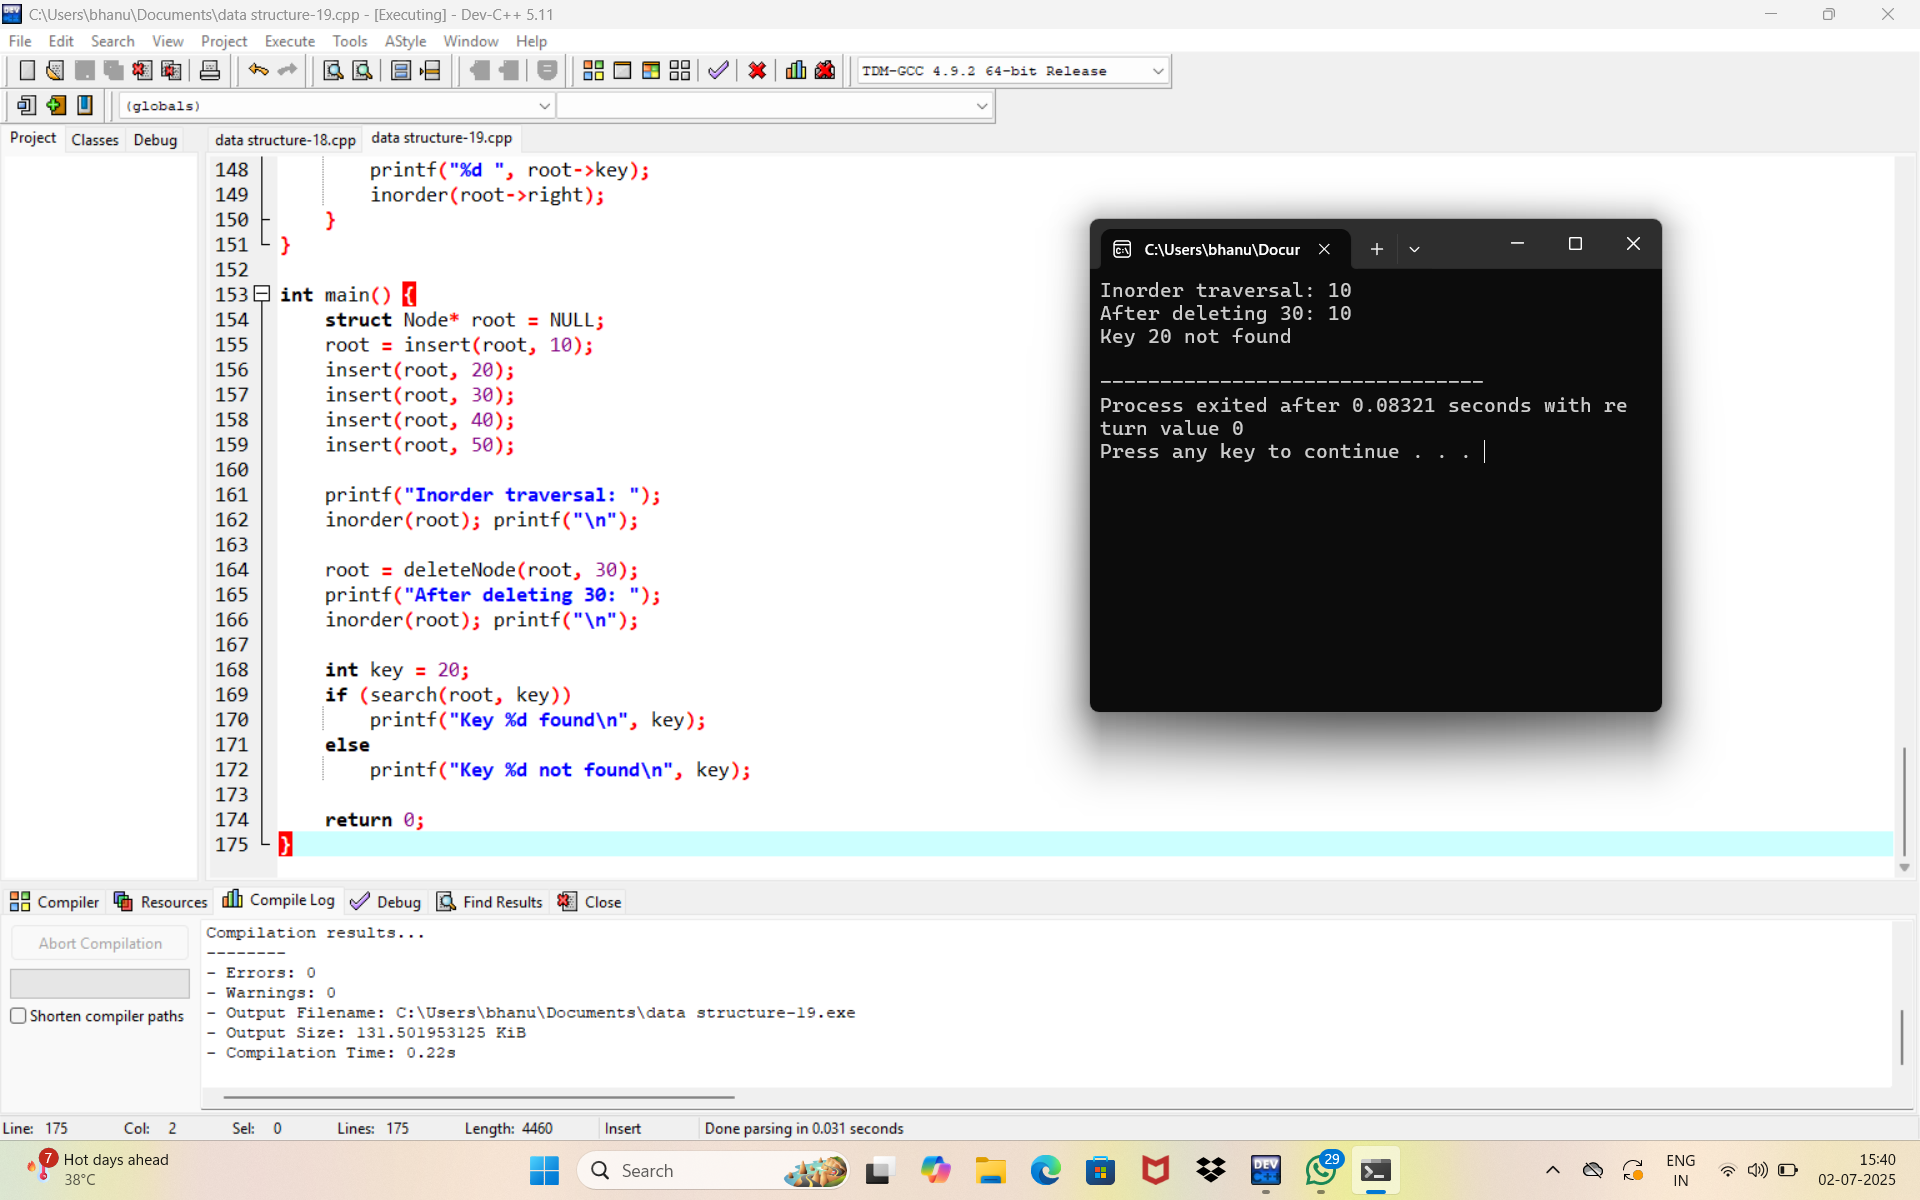 C:\Users\bhanu\Documents\data structure-19.cpp - [Executing] - Dev-C++ 5.11
File Edit Search View Project Execute Tools AStyle Window Help
TDM-GCC 4.9.2 64-bit Release
(globals)
Project Classes Debug data structure-18.cpp data structure-19.cpp
148 printf("%d ", root->key);
149 inorder(root->right);
150 }
151 }
152
153 int main() {
154 struct Node* root = NULL;
155 root = insert(root, 10);
156 insert(root, 20);
157 insert(root, 30);
158 insert(root, 40);
159 insert(root, 50);
160
161 printf("Inorder traversal: ");
162 inorder(root); printf("\n");
163
164 root = deleteNode(root, 30);
165 printf("After deleting 30: ");
166 inorder(root); printf("\n");
167
168 int key = 20;
169 if (search(root, key))
170 printf("Key %d found\n", key);
171 else
172 printf("Key %d not found\n", key);
173
174 return 0;
175 }
C:\Users\bhanu\Docur
Inorder traversal: 10
After deleting 30: 10
Key 20 not found
--------------------------------
Process exited after 0.08321 seconds with re
turn value 0
Press any key to continue . . .
Compiler Resources Compile Log Debug Find Results Close
Abort Compilation
Shorten compiler paths
Compilation results...
--------
- Errors: 0
- Warnings: 0
- Output Filename: C:\Users\bhanu\Documents\data structure-19.exe
- Output Size: 131.501953125 KiB
- Compilation Time: 0.22s
Line: 175 Col: 2 Sel: 0 Lines: 175 Length: 4460 Insert Done parsing in 0.031 seconds
7
Hot days ahead
38°C
Search
DEV
29
ENG
IN
15:40
02-07-2025